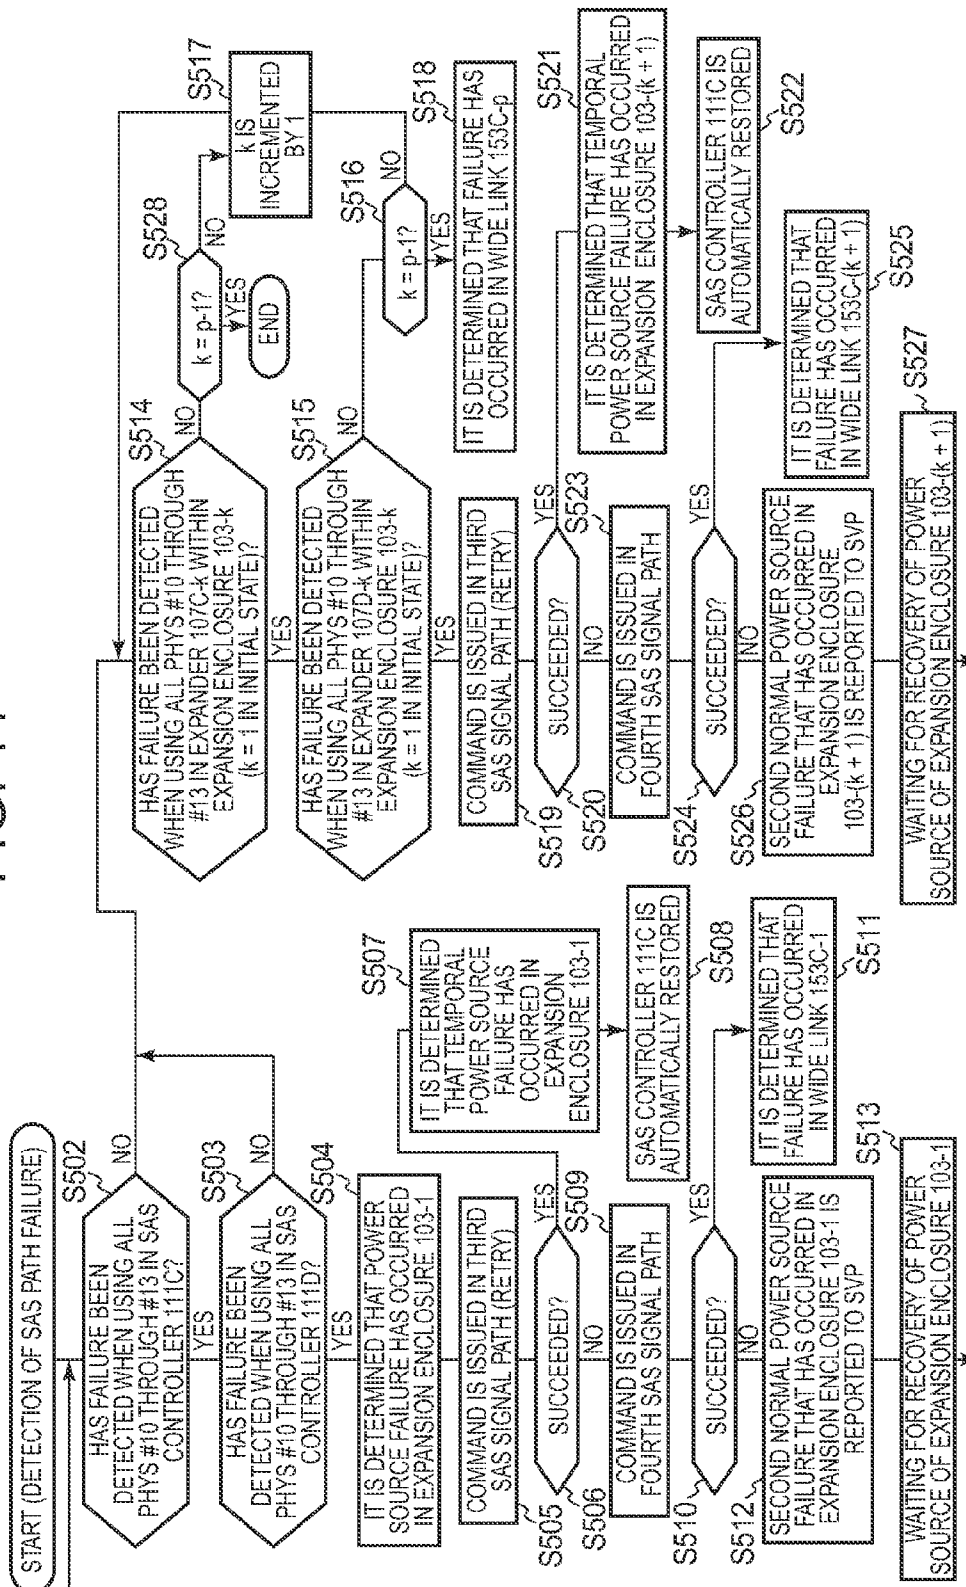 START (DETECTION OF SAS PATH FAILURE)
S502
HAS FAILURE BEEN
DETECTED WHEN USING ALL
PHYS #10 THROUGH #13 IN SAS
CONTROLLER 111C?
NO
YES
S503
HAS FAILURE BEEN
DETECTED WHEN USING ALL
PHYS #10 THROUGH #13 IN SAS
CONTROLLER 111D?
NO
YES
S504
IT IS DETERMINED THAT POWER
SOURCE FAILURE HAS OCCURRED
IN EXPANSION ENCLOSURE 103-1
COMMAND IS ISSUED IN THIRD
SAS SIGNAL PATH (RETRY)
S505
SUCCEEDED?
S506
YES
NO
S507
IT IS DETERMINED
THAT TEMPORAL
POWER SOURCE
FAILURE HAS
OCCURRED IN
EXPANSION
ENCLOSURE 103-1
SAS CONTROLLER 111C IS
AUTOMATICALLY RESTORED
S508
S509
COMMAND IS ISSUED IN
FOURTH SAS SIGNAL PATH
SUCCEEDED?
S510
YES
NO
IT IS DETERMINED THAT
FAILURE HAS OCCURRED
IN WIDE LINK 153C-1
S511
S512
SECOND NORMAL POWER SOURCE
FAILURE THAT HAS OCCURRED IN
EXPANSION ENCLOSURE 103-1 IS
REPORTED TO SVP
S513
WAITING FOR RECOVERY OF POWER
SOURCE OF EXPANSION ENCLOSURE 103-1
S514
HAS FAILURE BEEN DETECTED
WHEN USING ALL PHYS #10 THROUGH
#13 IN EXPANDER 107C-k WITHIN
EXPANSION ENCLOSURE 103-k
(k = 1 IN INITIAL STATE)?
NO
YES
S528
k = p-1?
NO
YES
END
S517
k IS
INCREMENTED
BY 1
S515
HAS FAILURE BEEN DETECTED
WHEN USING ALL PHYS #10 THROUGH
#13 IN EXPANDER 107D-k WITHIN
EXPANSION ENCLOSURE 103-k
(k = 1 IN INITIAL STATE)?
NO
YES
S516
k = p-1?
NO
YES
S518
IT IS DETERMINED THAT FAILURE HAS
OCCURRED IN WIDE LINK 153C-p
COMMAND IS ISSUED IN THIRD
SAS SIGNAL PATH (RETRY)
S519
SUCCEEDED?
S520
YES
NO
S521
IT IS DETERMINED THAT TEMPORAL
POWER SOURCE FAILURE HAS OCCURRED
IN EXPANSION ENCLOSURE 103-(k + 1)
SAS CONTROLLER 111C IS
AUTOMATICALLY RESTORED
S522
S523
COMMAND IS ISSUED IN
FOURTH SAS SIGNAL PATH
SUCCEEDED?
S524
YES
NO
IT IS DETERMINED THAT
FAILURE HAS OCCURRED
IN WIDE LINK 153C-(k + 1)
S525
S526
SECOND NORMAL POWER SOURCE
FAILURE THAT HAS OCCURRED IN
EXPANSION ENCLOSURE
103-(k + 1) IS REPORTED TO SVP
S527
WAITING FOR RECOVERY OF POWER
SOURCE OF EXPANSION ENCLOSURE 103-(k + 1)